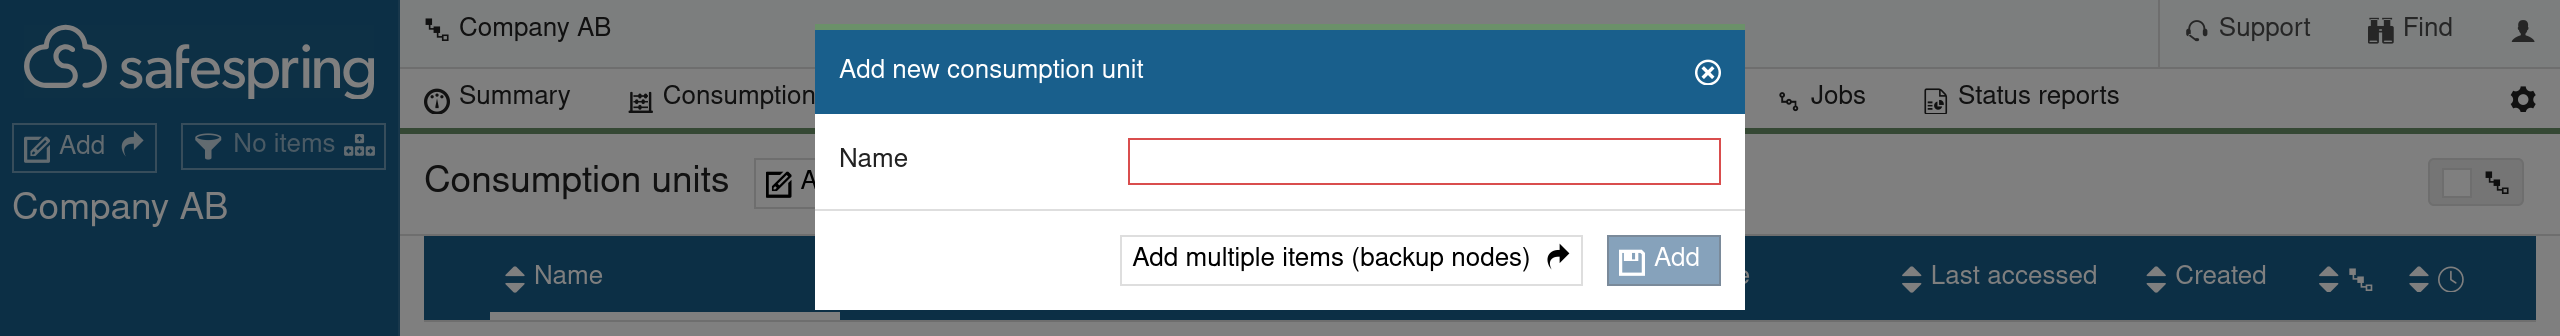 safespring
Add
No items
Company AB
Company AB
Support
Find
Summary
Consumption
Jobs
Status reports
Consumption units
A
Add new consumption unit
Name
Add multiple items (backup nodes)
Add
Name
e
Last accessed
Created